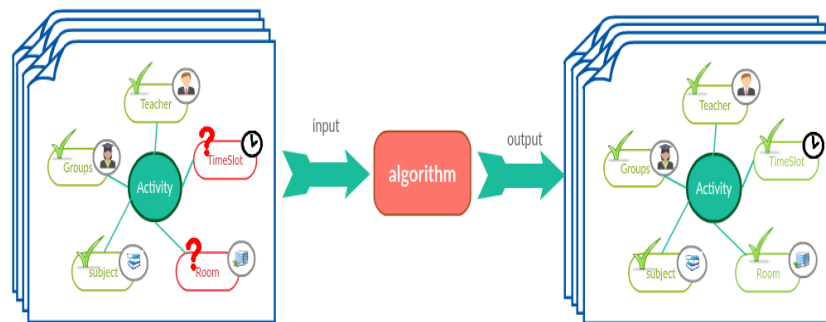 Teacher
?
TimeSlot
Groups
Activity
?
Room
subject
input
algorithm
output
Teacher
TimeSlot
Groups
Activity
subject
Room